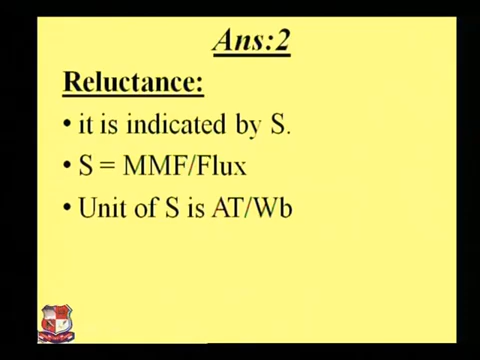 Ans:2
Reluctance:
• it is indicated by S.
• S = MMF/Flux
• Unit of S is AT/Wb